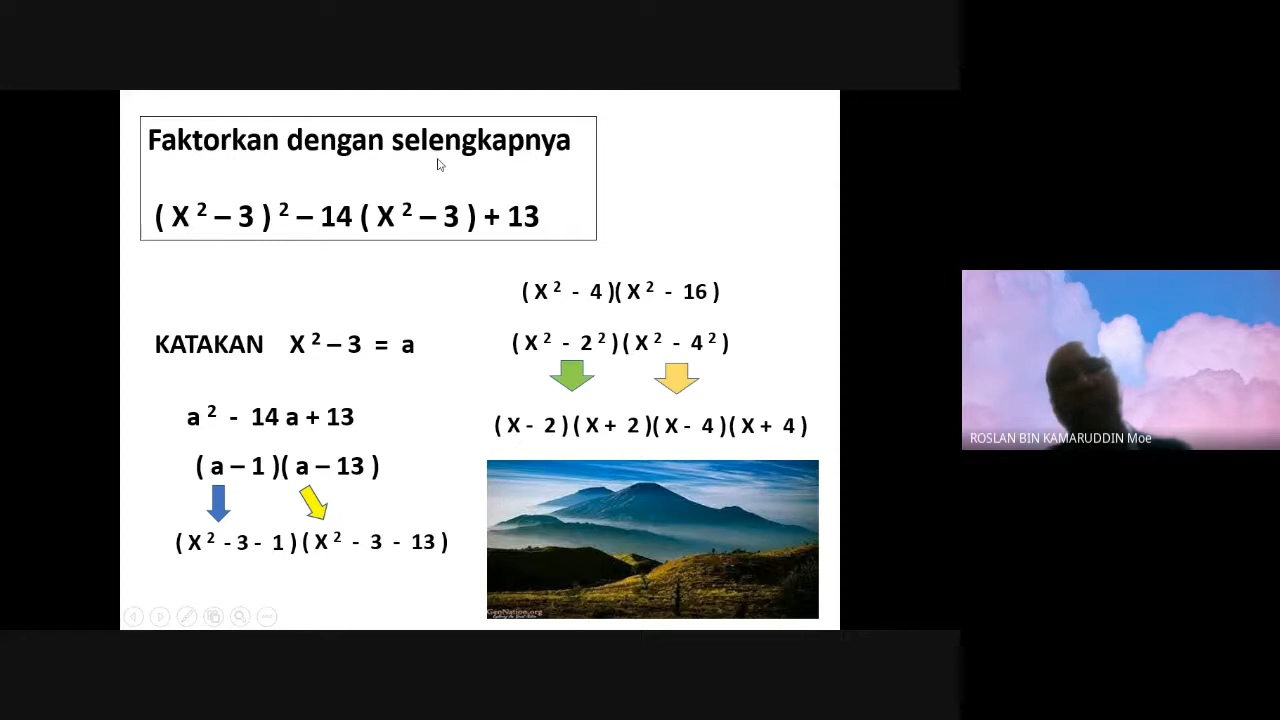 Faktorkan dengan selengkapnya
( X ² – 3 ) ² – 14 ( X ² – 3 ) + 13
KATAKAN X ² – 3 = a
a ² - 14 a + 13
( a – 1 )( a – 13 )
( X ² - 3 - 1 ) ( X ² - 3 - 13 )
( X ² - 4 )( X ² - 16 )
( X ² - 2 ² ) ( X ² - 4 ² )
( X - 2 ) ( X + 2 )( X - 4 ) ( X + 4 )
GeoNation.org
ROSLAN BIN KAMARUDDIN Moe